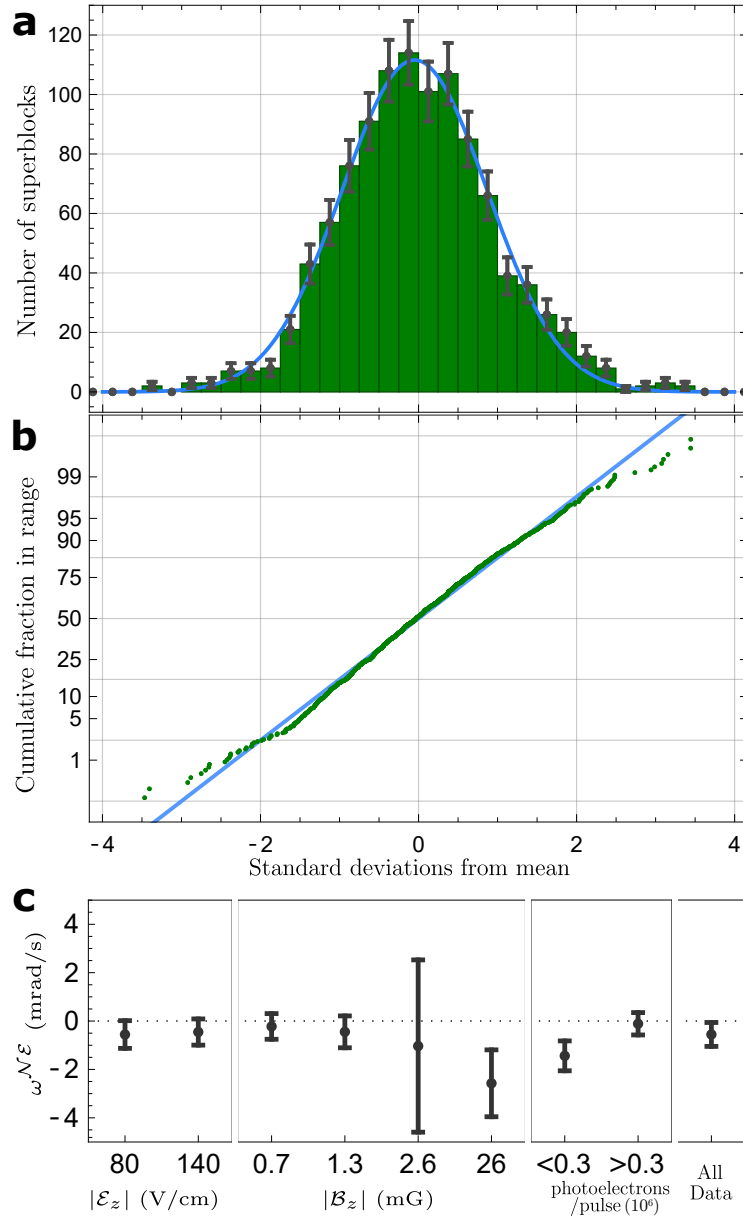 a
Number of superblocks
120
100
80
60
40
20
0
b
Cumulative fraction in range
99
95
90
75
50
25
10
5
1
−4 −2 0 2 4
Standard deviations from mean
c
ω^𝒩ℰ (mrad/s)
4
2
0
-2
-4
80 140 0.7 1.3 2.6 26 <0.3 >0.3 All
|ℰz| (V/cm) |ℬz| (mG) photoelectrons Data
/pulse (10⁶)